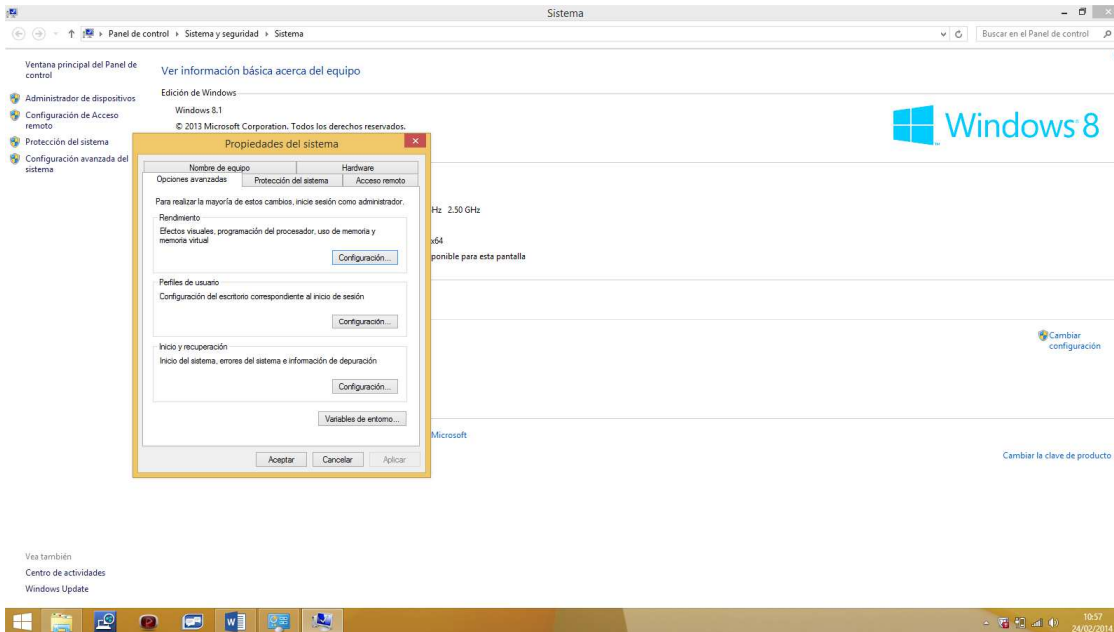 Sistema
Panel de control Sistema y seguridad Sistema
Buscar en el Panel de control
Ventana principal del Panel de
control
Administrador de dispositivos
Configuración de Acceso
remoto
Protección del sistema
Configuración avanzada del
sistema
Ver información básica acerca del equipo
Edición de Windows
Windows 8.1
© 2013 Microsoft Corporation. Todos los derechos reservados.
Windows 8
Propiedades del sistema
Nombre de equipo
Hardware
Opciones avanzadas
Protección del sistema
Acceso remoto
Para realizar la mayoría de estos cambios, inicie sesión como administrador.
Rendimiento
Efectos visuales, programación del procesador, uso de memoria y
memoria virtual
Configuración...
Perfiles de usuario
Configuración del escritorio correspondiente al inicio de sesión
Configuración...
Inicio y recuperación
Inicio del sistema, errores del sistema e información de depuración
Configuración...
Variables de entorno...
Aceptar
Cancelar
Aplicar
Hz 2.50 GHz
x64
ponible para esta pantalla
Cambiar
configuración
Microsoft
Cambiar la clave de producto
Vea también
Centro de actividades
Windows Update
10:57
24/02/2014